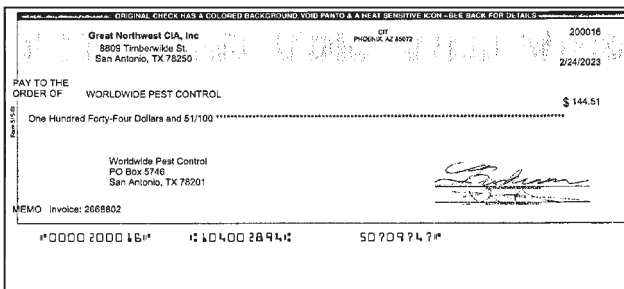 ORIGINAL CHECK HAS A COLORED BACKGROUND, VOID PANTO & A HEAT SENSITIVE ICON - SEE BACK FOR DETAILS
Great Northwest CIA, Inc
8809 Timberwilde St.
San Antonio, TX 78250
CIT
PHOENIX AZ 85072
200016
2/24/2023
PAY TO THE
ORDER OF WORLDWIDE PEST CONTROL
$ 144.51
One Hundred Forty-Four Dollars and 51/100
Worldwide Pest Control
PO Box 5746
San Antonio, TX 78201
MEMO Invoice: 2668802
⑈0000200016⑈ ⑆104002894⑆ 50709747⑈